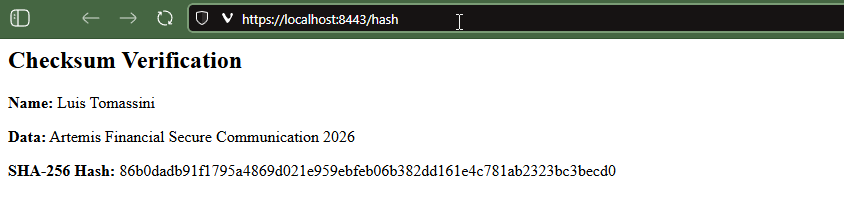 https://localhost:8443/hash
Checksum Verification
Name: Luis Tomassini
Data: Artemis Financial Secure Communication 2026
SHA-256 Hash: 86b0dadb91f1795a4869d021e959ebfeb06b382dd161e4c781ab2323bc3becd0